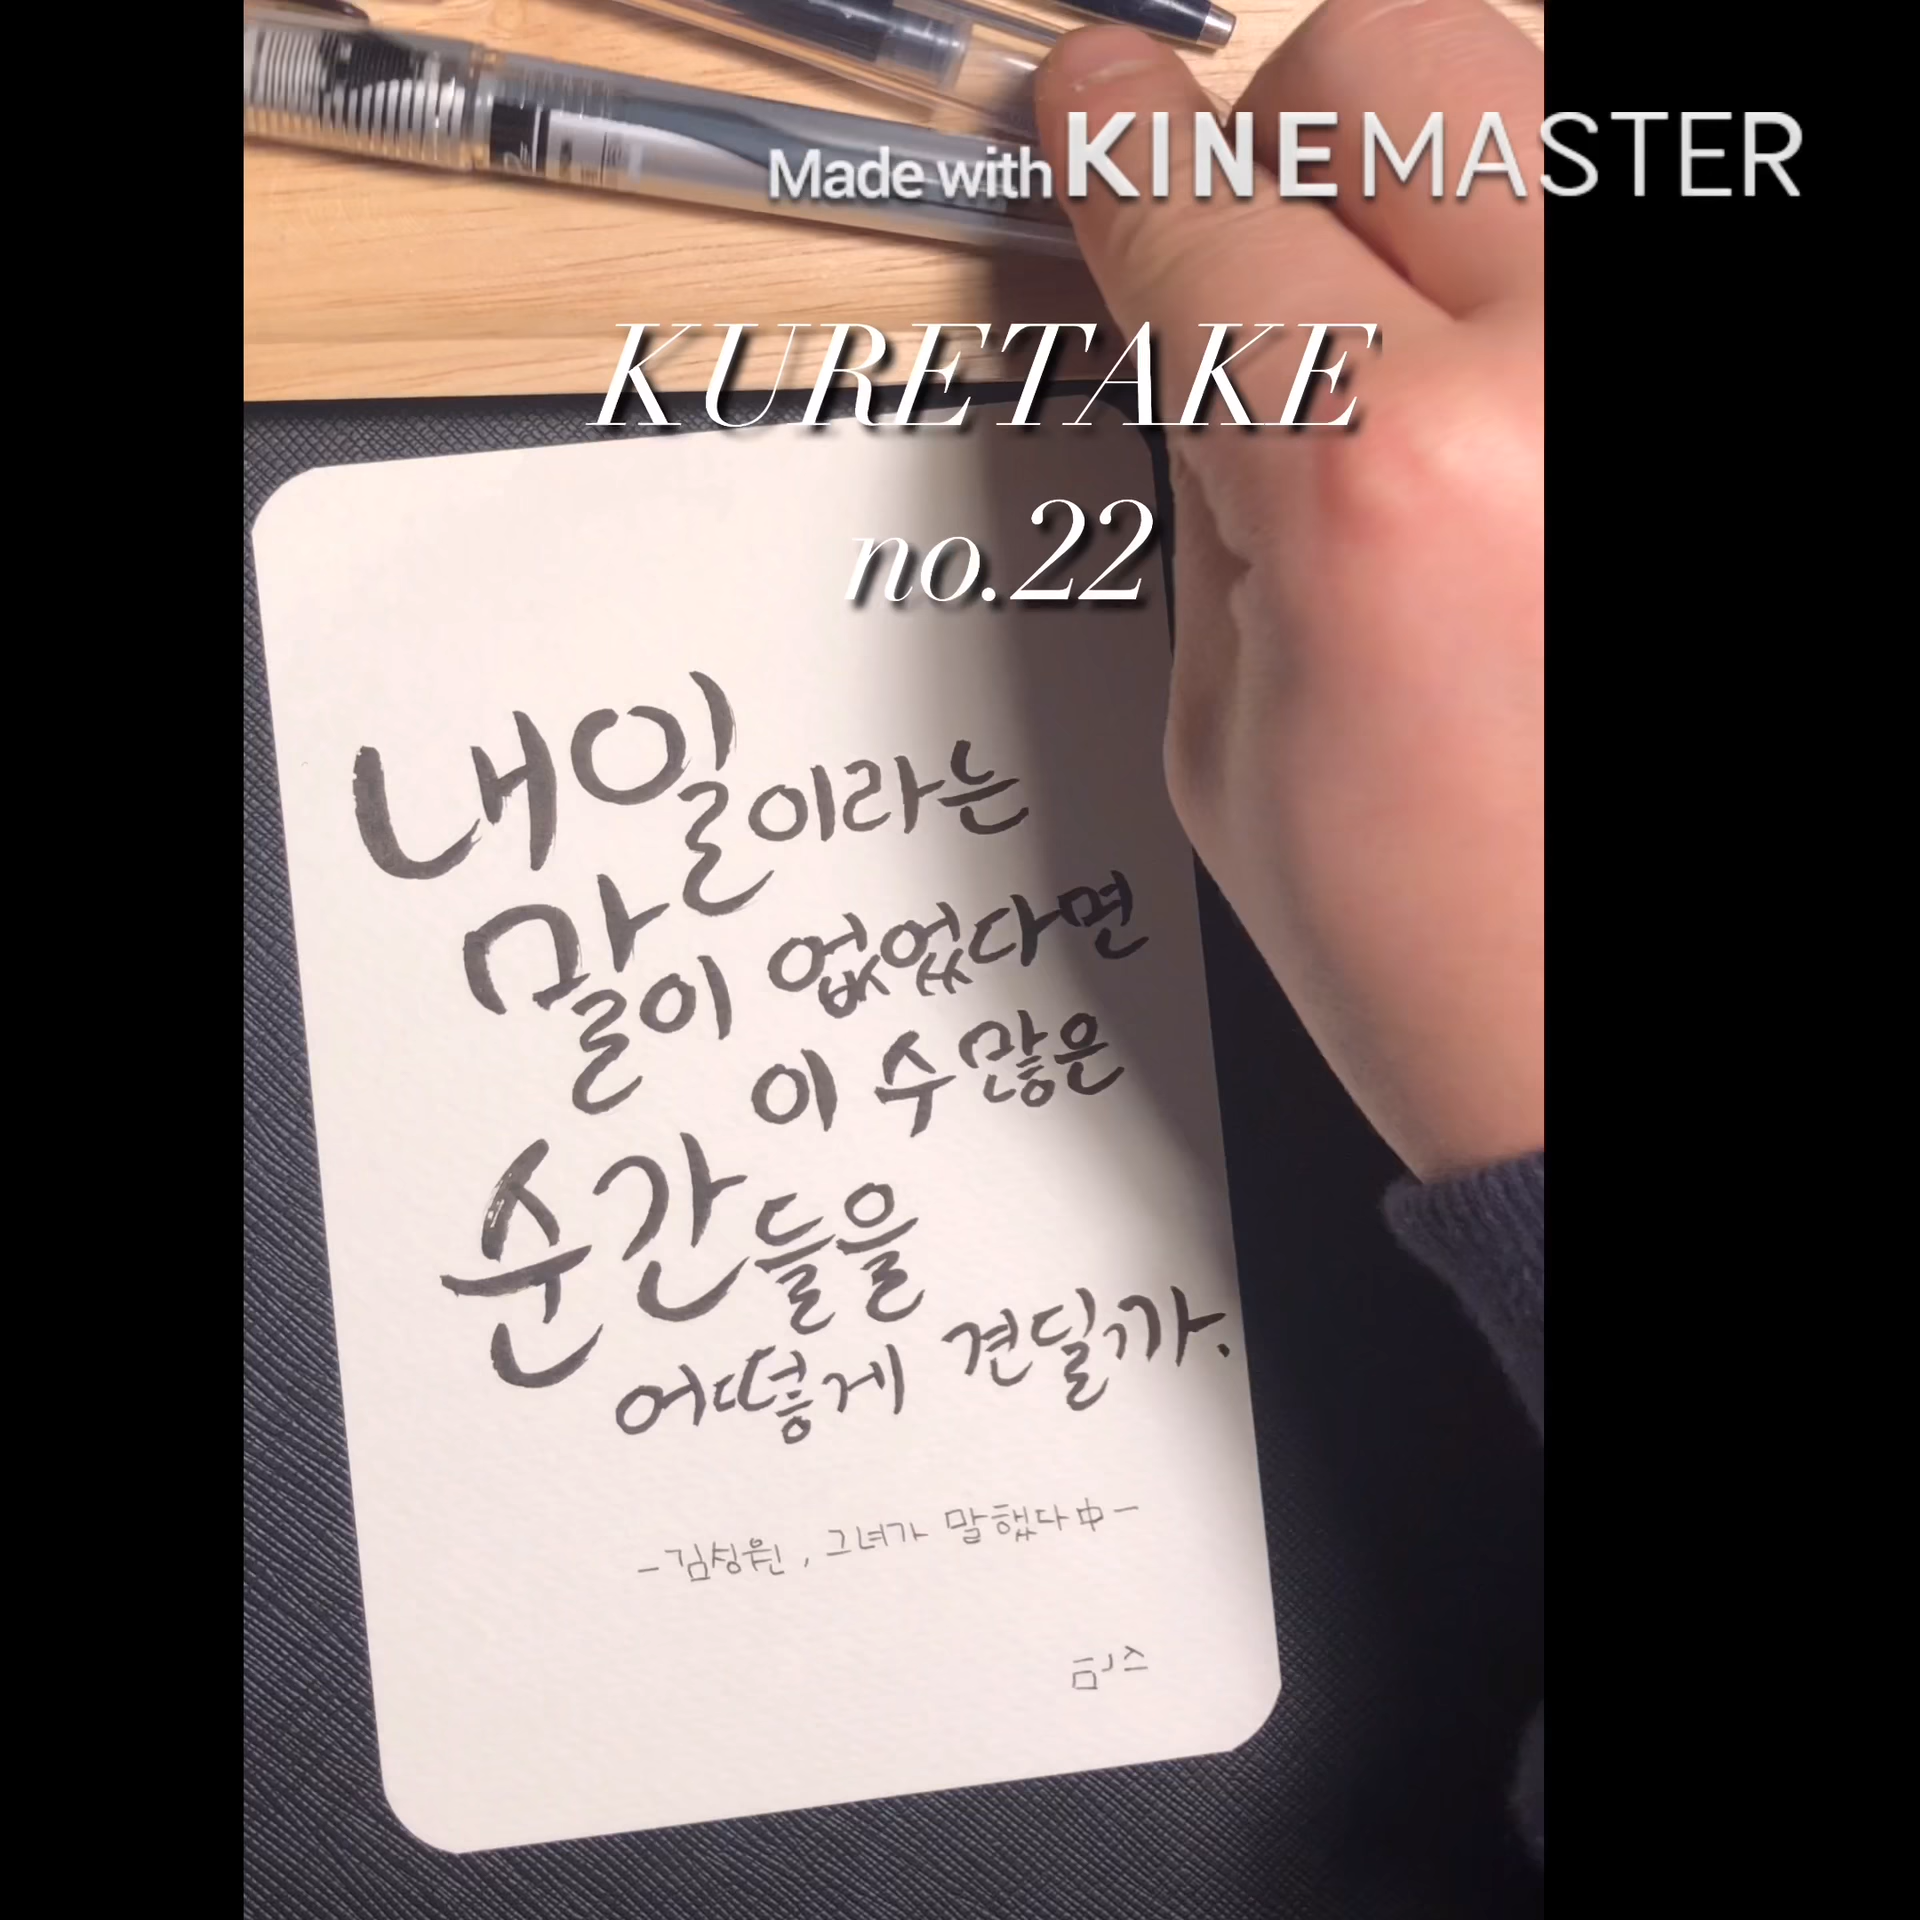 Made with KINEMASTER
KURETAKE
no.22
내일이라는
말이 없었다면
이 수많은
순간들을
어떻게 견딜까.
-김성원, 그녀가 말했다 中-